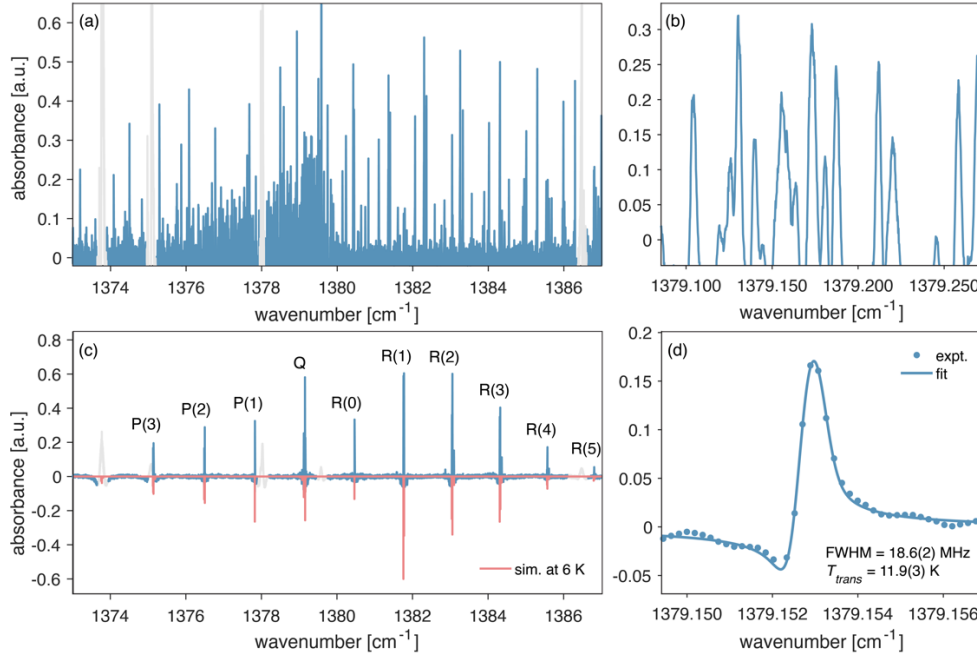 (a)
absorbance [a.u.]
0.6
0.5
0.4
0.3
0.2
0.1
0
1374 1376 1378 1380 1382 1384 1386
wavenumber [cm-1]
(b)
0.3
0.25
0.2
0.15
0.1
0.05
0
1379.100 1379.150 1379.200 1379.250
wavenumber [cm-1]
(c)
absorbance [a.u.]
0.8
0.6
0.4
0.2
0
-0.2
-0.4
-0.6
P(3) P(2) P(1) Q R(0) R(1) R(2) R(3) R(4) R(5)
sim. at 6 K
1374 1376 1378 1380 1382 1384 1386
wavenumber [cm-1]
(d)
0.2
0.15
0.1
0.05
0
-0.05
expt.
fit
FWHM = 18.6(2) MHz
Ttrans = 11.9(3) K
1379.150 1379.152 1379.154 1379.156
wavenumber [cm-1]